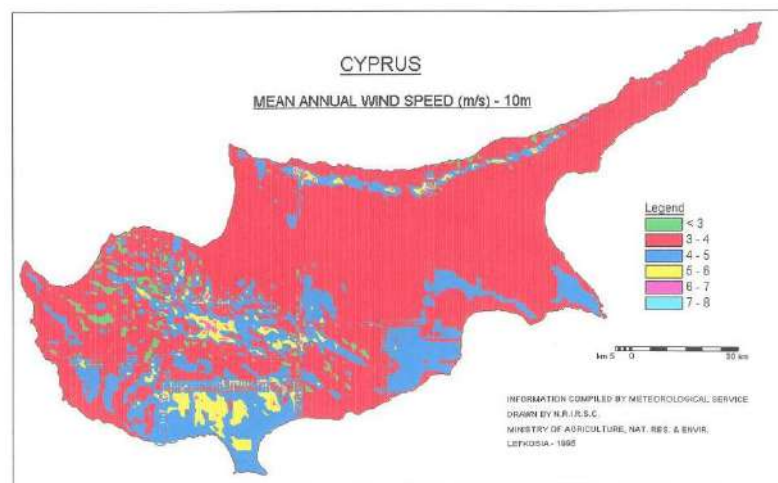 CYPRUS
MEAN ANNUAL WIND SPEED (m/s) - 10m
Legend
< 3
3 - 4
4 - 5
5 - 6
6 - 7
7 - 8
km 5 0 30 km
INFORMATION COMPILED BY METEOROLOGICAL SERVICE
DRAWN BY N.R.I.R.S.C.
MINISTRY OF AGRICULTURE, NAT. RES. & ENVIR.
LEFKOSIA - 1995